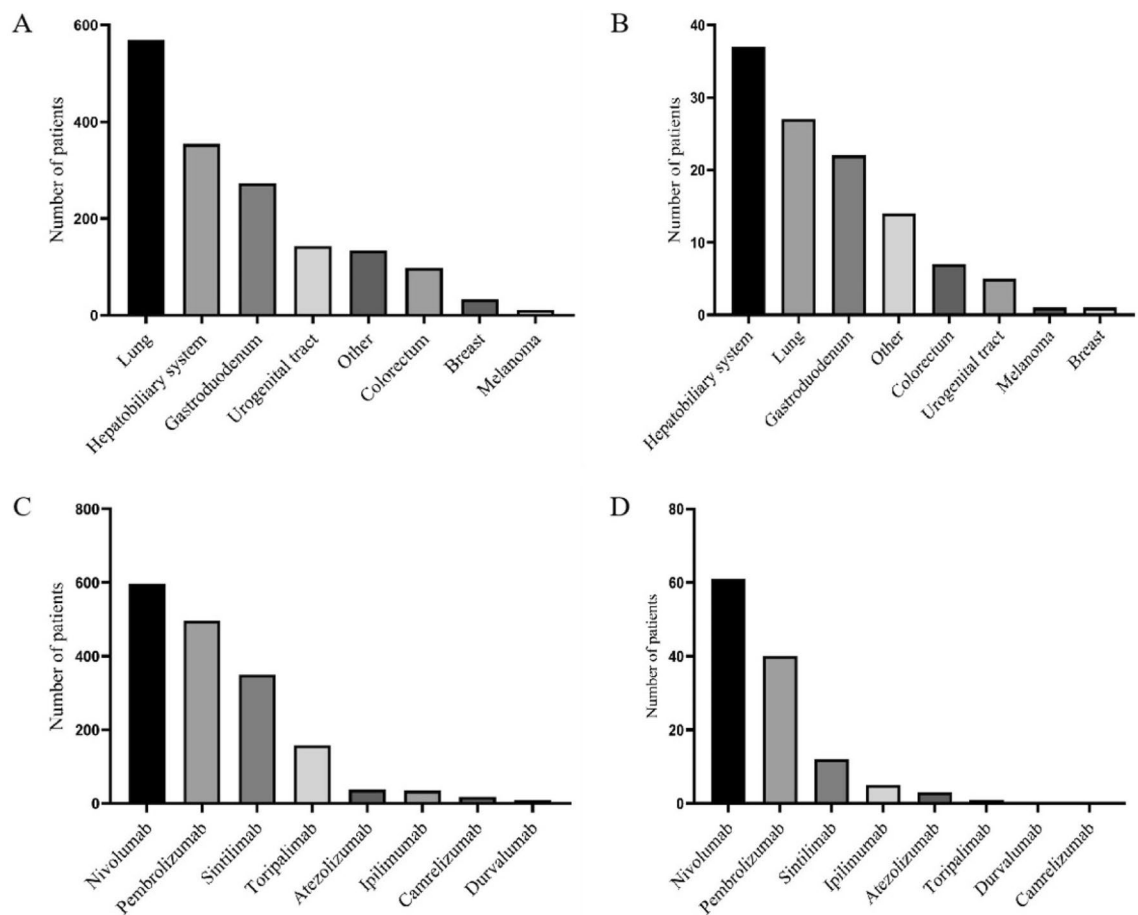 A
Number of patients
600
400
200
0
Lung
Hepatobiliary system
Gastroduodenum
Urogenital tract
Other
Colorectum
Breast
Melanoma
B
Number of patients
40
30
20
10
0
Hepatobiliary system
Lung
Gastroduodenum
Other
Colorectum
Urogenital tract
Melanoma
Breast
C
Number of patients
800
600
400
200
0
Nivolumab
Pembrolizumab
Sintilimab
Toripalimab
Atezolizumab
Ipilimumab
Camrelizumab
Durvalumab
D
Number of patients
80
60
40
20
0
Nivolumab
Pembrolizumab
Sintilimab
Ipilimumab
Atezolizumab
Toripalimab
Durvalumab
Camrelizumab